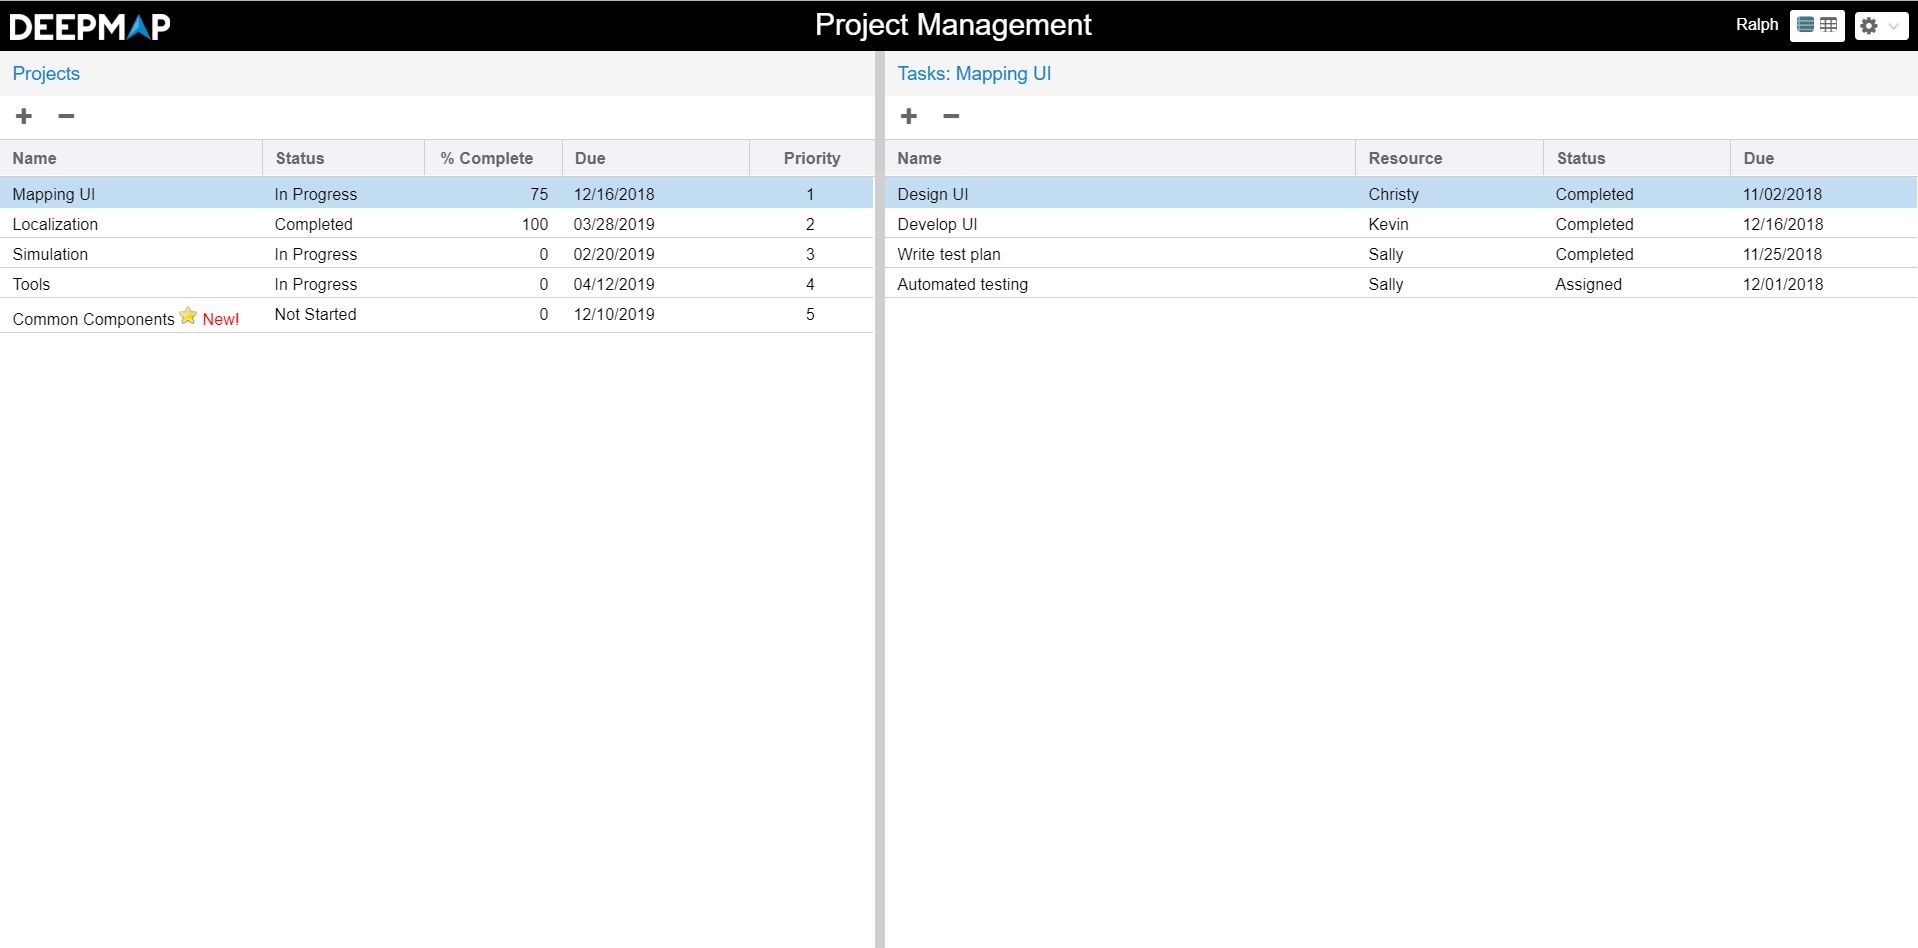 DEEPMAP
Project Management
Ralph
Projects
Name Status % Complete Due Priority
Mapping UI In Progress 75 12/16/2018 1
Localization Completed 100 03/28/2019 2
Simulation In Progress 0 02/20/2019 3
Tools In Progress 0 04/12/2019 4
Common Components New! Not Started 0 12/10/2019 5
Tasks: Mapping UI
Name Resource Status Due
Design UI Christy Completed 11/02/2018
Develop UI Kevin Completed 12/16/2018
Write test plan Sally Completed 11/25/2018
Automated testing Sally Assigned 12/01/2018